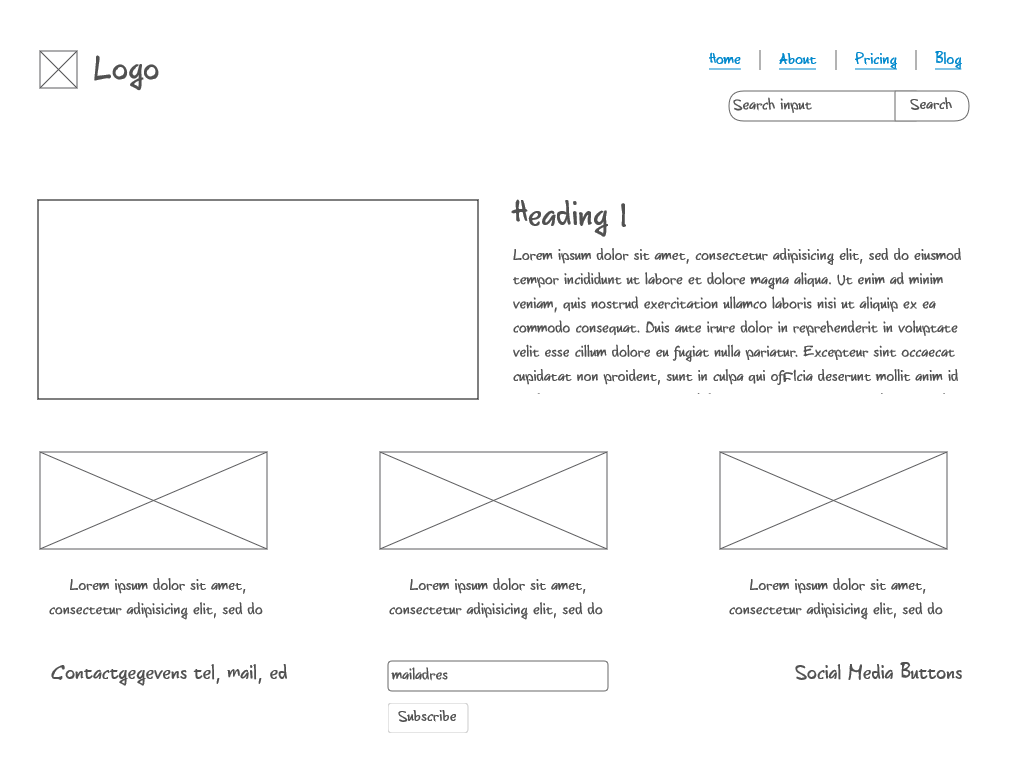 Logo
Home About Pricing Blog
Search input Search
Heading 1
Lorem ipsum dolor sit amet, consectetur adipisicing elit, sed do eiusmod
tempor incididunt ut labore et dolore magna aliqua. Ut enim ad minim
veniam, quis nostrud exercitation ullamco laboris nisi ut aliquip ex ea
commodo consequat. Duis aute irure dolor in reprehenderit in voluptate
velit esse cillum dolore eu fugiat nulla pariatur. Excepteur sint occaecat
cupidatat non proident, sunt in culpa qui officia deserunt mollit anim id
Lorem ipsum dolor sit amet,
consectetur adipisicing elit, sed do
Lorem ipsum dolor sit amet,
consectetur adipisicing elit, sed do
Lorem ipsum dolor sit amet,
consectetur adipisicing elit, sed do
Contactgegevens tel, mail, ed
mailadres
Subscribe
Social Media Buttons